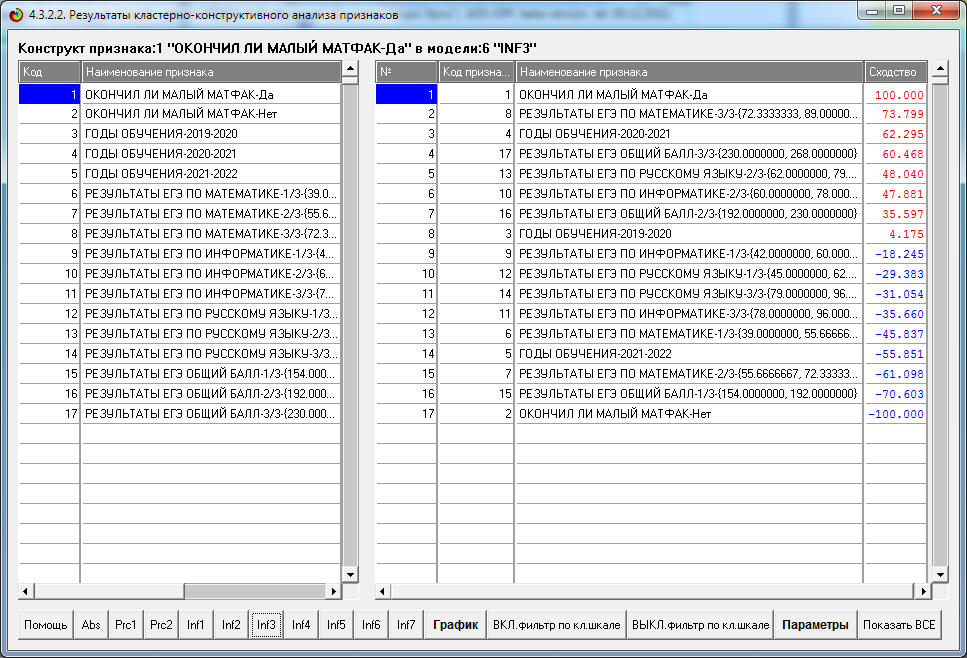 4.3.2.2. Результаты кластерно-конструктивного анализа признаков
Конструкт признака:1 "ОКОНЧИЛ ЛИ МАЛЫЙ МАТФАК-Да" в модели:6 "INF3"
Код Наименование признака
1 ОКОНЧИЛ ЛИ МАЛЫЙ МАТФАК-Да
2 ОКОНЧИЛ ЛИ МАЛЫЙ МАТФАК-Нет
3 ГОДЫ ОБУЧЕНИЯ-2019-2020
4 ГОДЫ ОБУЧЕНИЯ-2020-2021
5 ГОДЫ ОБУЧЕНИЯ-2021-2022
6 РЕЗУЛЬТАТЫ ЕГЭ ПО МАТЕМАТИКЕ-1/3-{39.0...
7 РЕЗУЛЬТАТЫ ЕГЭ ПО МАТЕМАТИКЕ-2/3-{55.6...
8 РЕЗУЛЬТАТЫ ЕГЭ ПО МАТЕМАТИКЕ-3/3-{72.3...
9 РЕЗУЛЬТАТЫ ЕГЭ ПО ИНФОРМАТИКЕ-1/3-{4...
10 РЕЗУЛЬТАТЫ ЕГЭ ПО ИНФОРМАТИКЕ-2/3-{6...
11 РЕЗУЛЬТАТЫ ЕГЭ ПО ИНФОРМАТИКЕ-3/3-{7...
12 РЕЗУЛЬТАТЫ ЕГЭ ПО РУССКОМУ ЯЗЫКУ-1/3...
13 РЕЗУЛЬТАТЫ ЕГЭ ПО РУССКОМУ ЯЗЫКУ-2/3...
14 РЕЗУЛЬТАТЫ ЕГЭ ПО РУССКОМУ ЯЗЫКУ-3/3...
15 РЕЗУЛЬТАТЫ ЕГЭ ОБЩИЙ БАЛЛ-1/3-{154.000...
16 РЕЗУЛЬТАТЫ ЕГЭ ОБЩИЙ БАЛЛ-2/3-{192.000...
17 РЕЗУЛЬТАТЫ ЕГЭ ОБЩИЙ БАЛЛ-3/3-{230.000...
№ Код призна... Наименование признака Сходство
1 1 ОКОНЧИЛ ЛИ МАЛЫЙ МАТФАК-Да 100.000
2 8 РЕЗУЛЬТАТЫ ЕГЭ ПО МАТЕМАТИКЕ-3/3-{72.3333333, 89.00000... 73.799
3 4 ГОДЫ ОБУЧЕНИЯ-2020-2021 62.295
4 17 РЕЗУЛЬТАТЫ ЕГЭ ОБЩИЙ БАЛЛ-3/3-{230.0000000, 268.0000000} 60.468
5 13 РЕЗУЛЬТАТЫ ЕГЭ ПО РУССКОМУ ЯЗЫКУ-2/3-{62.0000000, 79.... 48.040
6 10 РЕЗУЛЬТАТЫ ЕГЭ ПО ИНФОРМАТИКЕ-2/3-{60.0000000, 78.000... 47.881
7 16 РЕЗУЛЬТАТЫ ЕГЭ ОБЩИЙ БАЛЛ-2/3-{192.0000000, 230.0000000} 35.597
8 3 ГОДЫ ОБУЧЕНИЯ-2019-2020 4.175
9 9 РЕЗУЛЬТАТЫ ЕГЭ ПО ИНФОРМАТИКЕ-1/3-{42.0000000, 60.000... -18.245
10 12 РЕЗУЛЬТАТЫ ЕГЭ ПО РУССКОМУ ЯЗЫКУ-1/3-{45.0000000, 62.... -29.383
11 14 РЕЗУЛЬТАТЫ ЕГЭ ПО РУССКОМУ ЯЗЫКУ-3/3-{79.0000000, 96.... -31.054
12 11 РЕЗУЛЬТАТЫ ЕГЭ ПО ИНФОРМАТИКЕ-3/3-{78.0000000, 96.000... -35.660
13 6 РЕЗУЛЬТАТЫ ЕГЭ ПО МАТЕМАТИКЕ-1/3-{39.0000000, 55.66666... -45.837
14 5 ГОДЫ ОБУЧЕНИЯ-2021-2022 -55.851
15 7 РЕЗУЛЬТАТЫ ЕГЭ ПО МАТЕМАТИКЕ-2/3-{55.6666667, 72.33333... -61.098
16 15 РЕЗУЛЬТАТЫ ЕГЭ ОБЩИЙ БАЛЛ-1/3-{154.0000000, 192.0000000} -70.603
17 2 ОКОНЧИЛ ЛИ МАЛЫЙ МАТФАК-Нет -100.000
Помощь Abs Prc1 Prc2 Inf1 Inf2 Inf3 Inf4 Inf5 Inf6 Inf7 График ВКЛ.фильтр по кл.шкале ВЫКЛ.фильтр по кл.шкале Параметры Показать ВСЕ